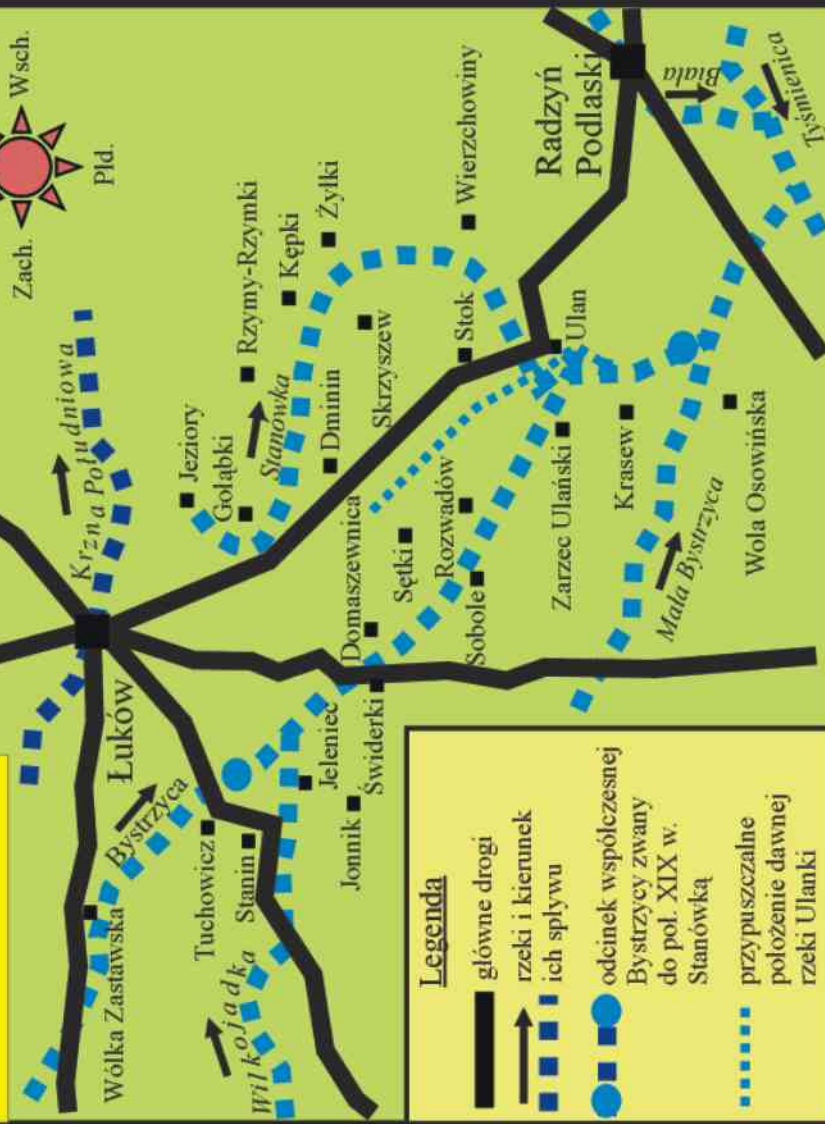 Zach.
Wsch.
Płd.
Krzna Południowa
Łuków
Wólka Zastawska
Bystrzyca
Jeziory
Tuchowicz
Gołąbki
Rzymy-Rzymki
Stanin
Wilkojadka
Stanówka
Kępki
Jeleniec
Dminin
Żyłki
Jonnik
Domaszewnica
Świderki
Skrzyszew
Sętki
Rozwadów
Stok
Wierzchowiny
Sobole
Radzyń
Podlaski
Ulan
Zarzec Ulański
Krasew
Mała Bystrzyca
Biała
Wola Osowińska
Tyśmienica
Legenda
główne drogi
rzeki i kierunek
ich spływu
odcinek współczesnej
Bystrzycy zwany
do poł. XIX w.
Stanówką
przypuszczalne
położenie dawnej
rzeki Ulanki